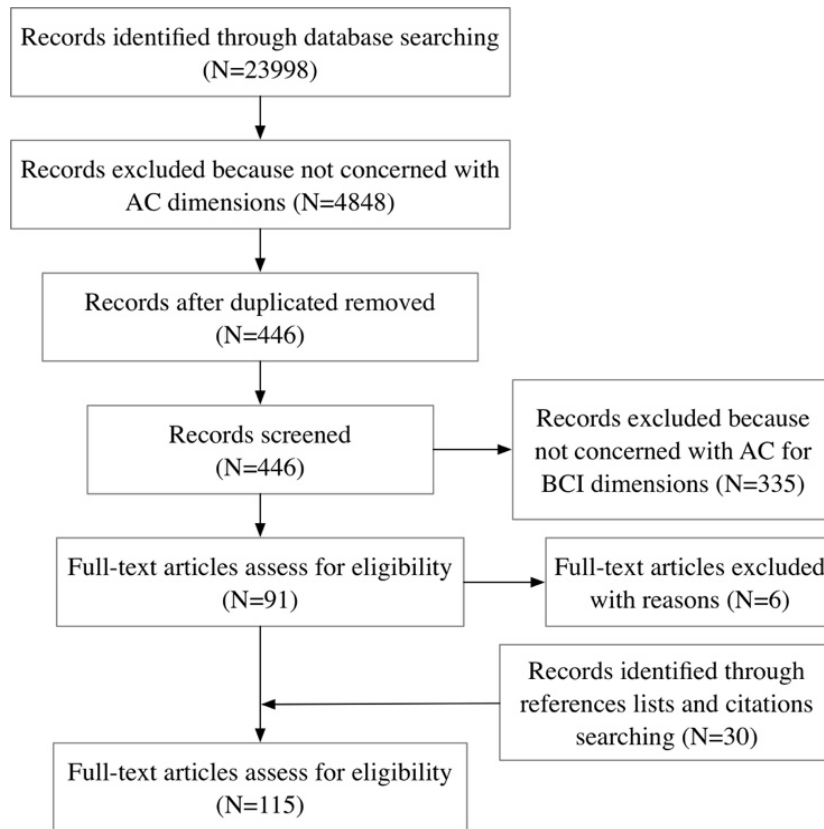 Records identified through database searching
(N=23998)
Records excluded because not concerned with
AC dimensions (N=4848)
Records after duplicated removed
(N=446)
Records screened
(N=446)
Records excluded because
not concerned with AC for
BCI dimensions (N=335)
Full-text articles assess for eligibility
(N=91)
Full-text articles excluded
with reasons (N=6)
Records identified through
references lists and citations
searching (N=30)
Full-text articles assess for eligibility
(N=115)